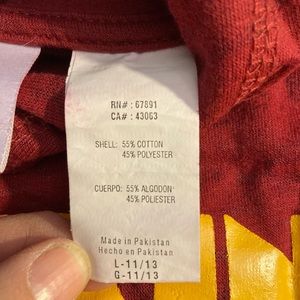 RN# : 67891
CA# : 43063
SHELL: 55% COTTON
45% POLYESTER
CUERPO: 55% ALGODON
45% POLIESTER
Made in Pakistan
Hecho en Pakistan
L-11/13
G-11/13